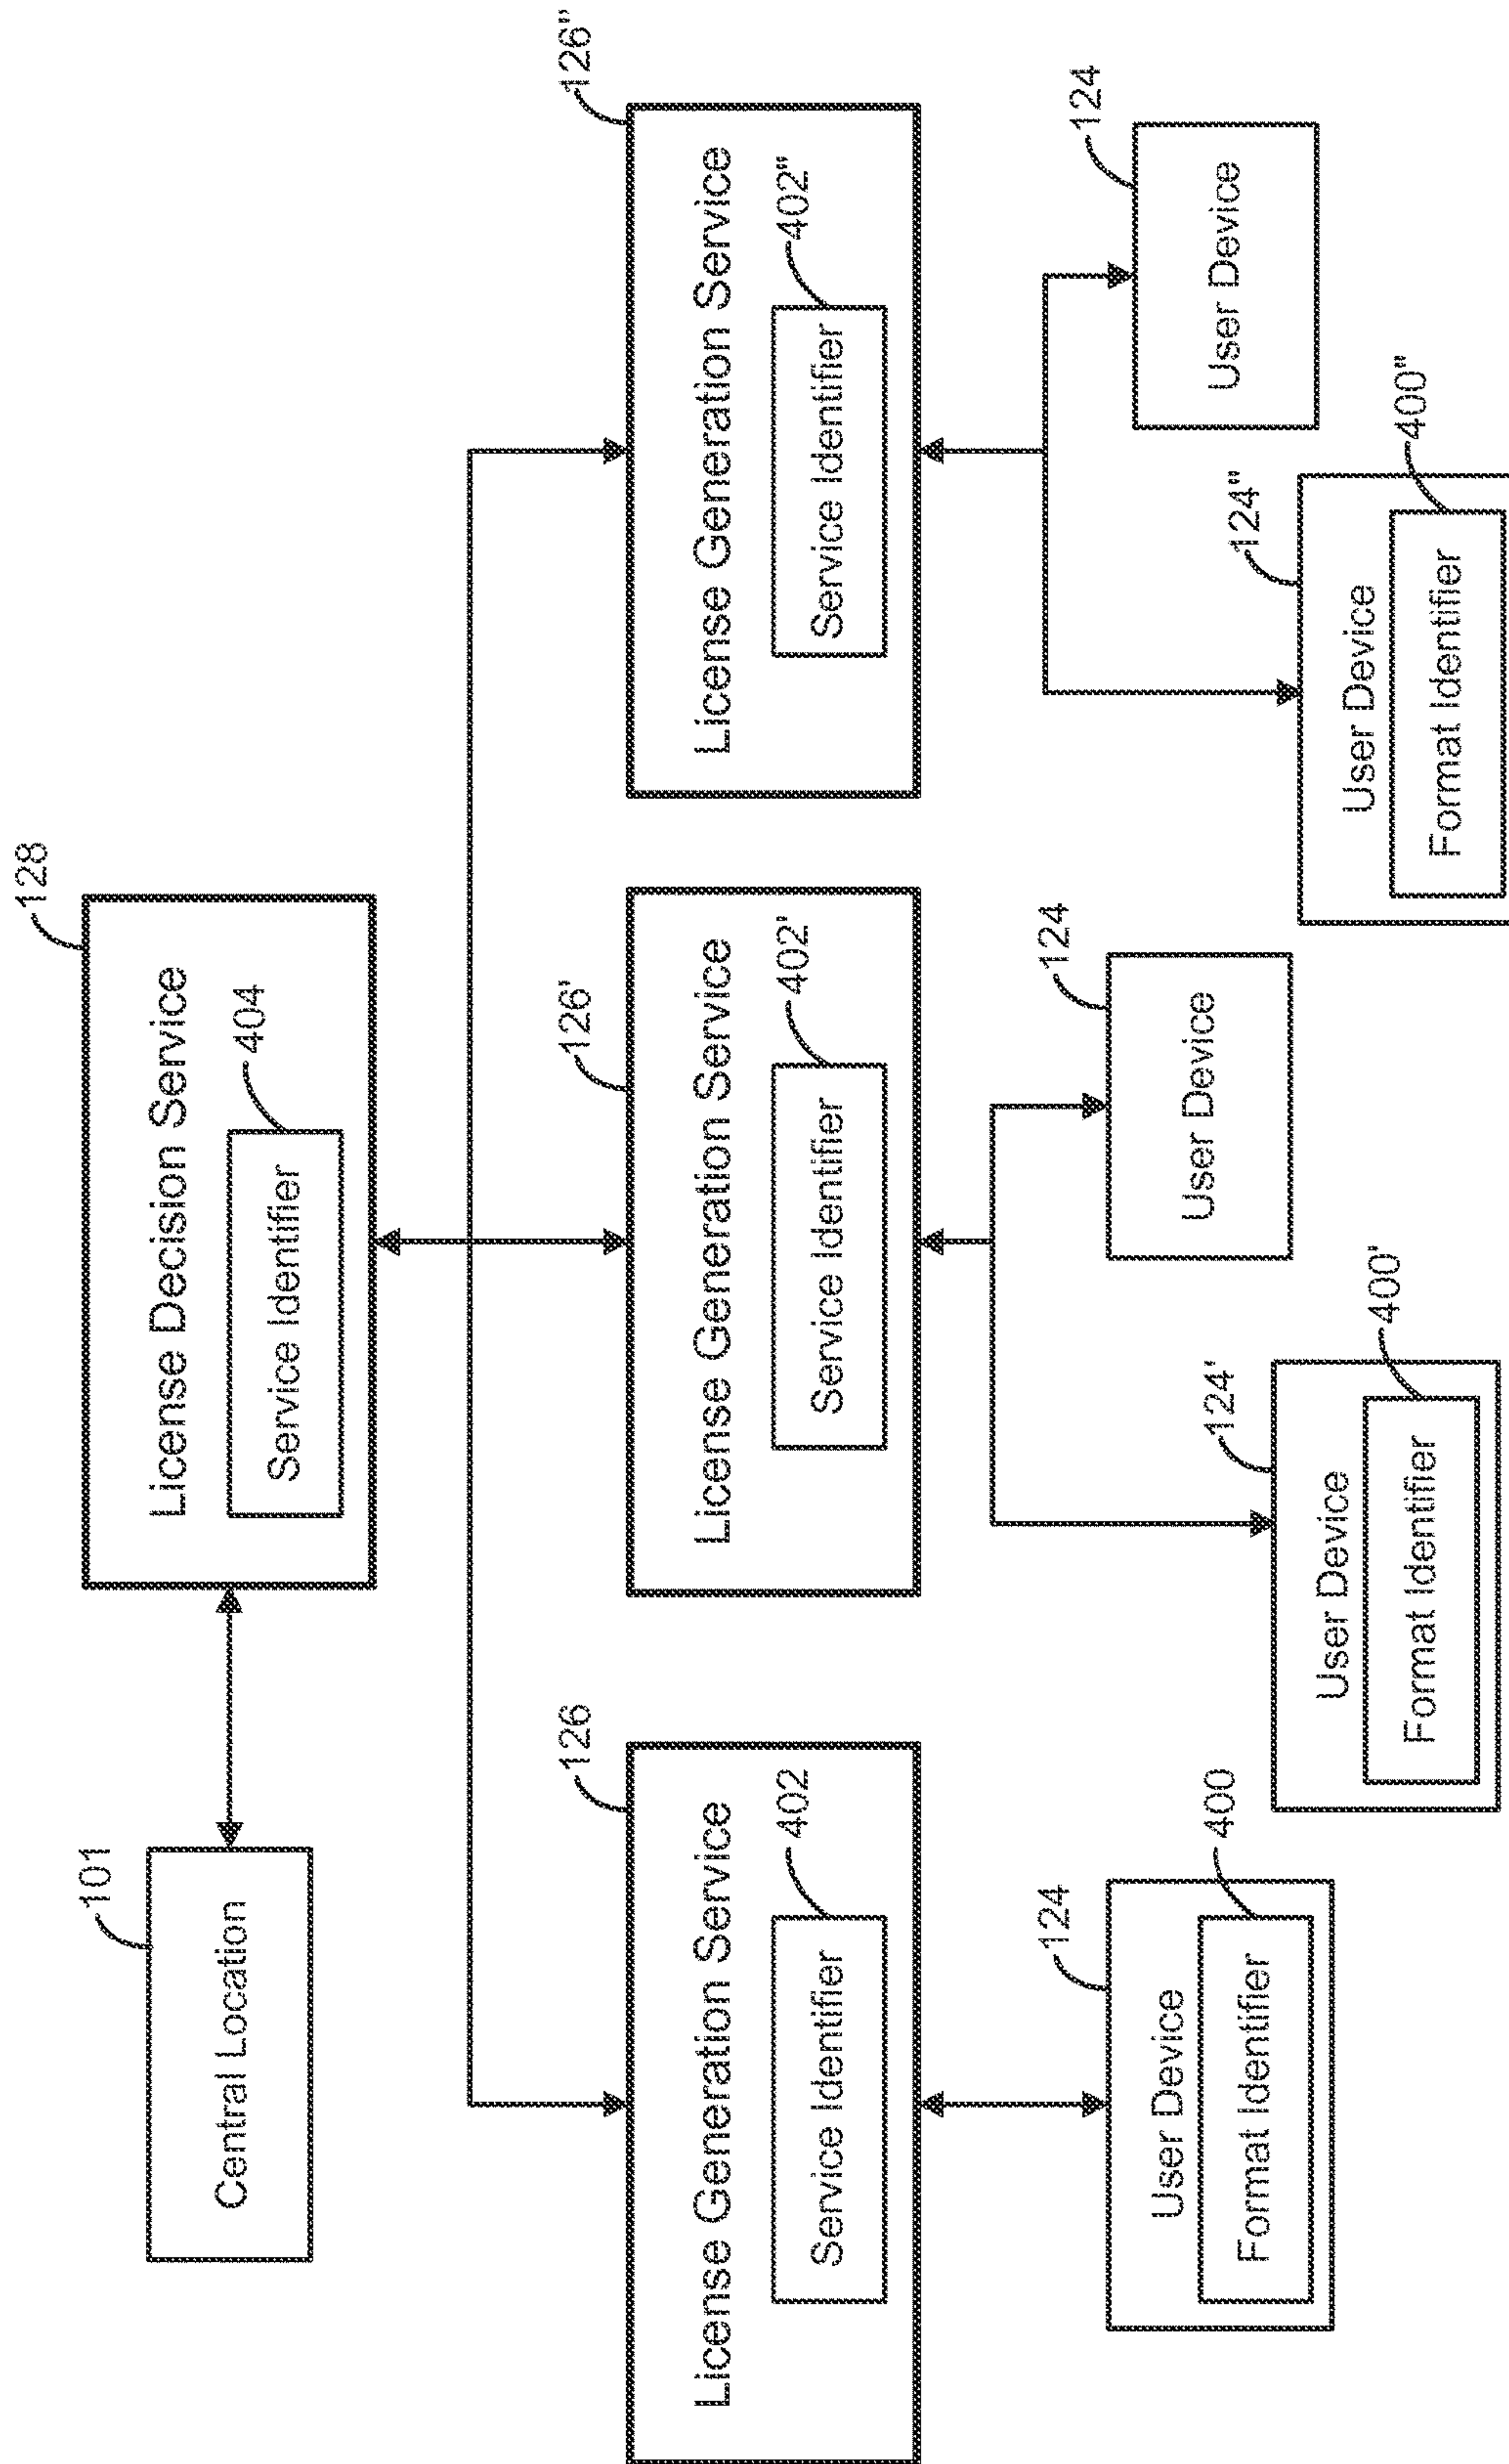 101
Central Location
128
License Decision Service
404
Service Identifier
126
License Generation Service
402
Service Identifier
126'
License Generation Service
402'
Service Identifier
126"
License Generation Service
402"
Service Identifier
124
User Device
400
Format Identifier
124'
User Device
400'
Format Identifier
124
User Device
124"
User Device
400"
Format Identifier
124
User Device